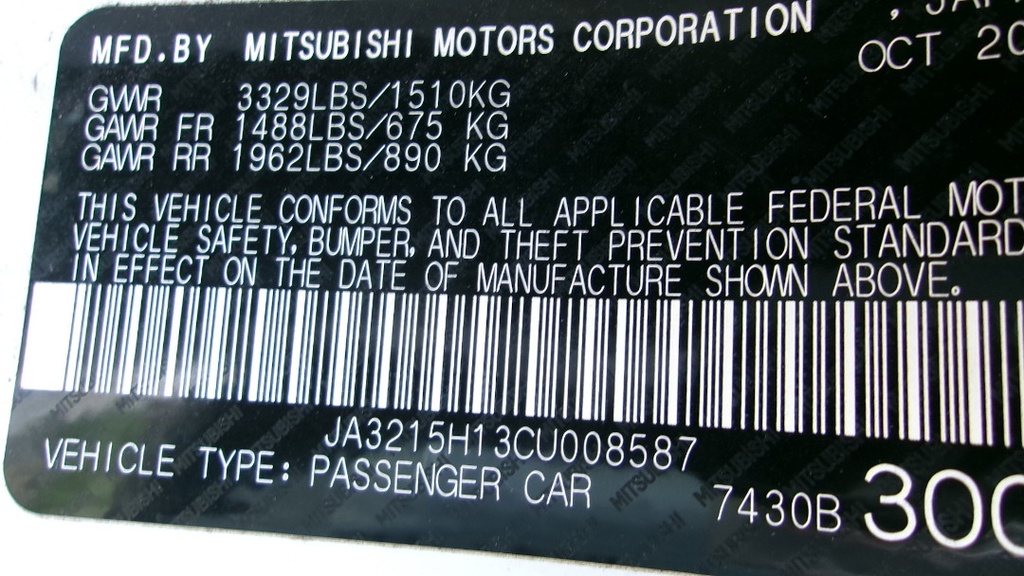 MFD.BY MITSUBISHI MOTORS CORPORATION
OCT
GVWR 3329LBS/1510KG
GAWR FR 1488LBS/675 KG
GAWR RR 1962LBS/890 KG
THIS VEHICLE CONFORMS TO ALL APPLICABLE FEDERAL MOT
VEHICLE SAFETY, BUMPER, AND THEFT PREVENTION STANDARD
IN EFFECT ON THE DATE OF MANUFACTURE SHOWN ABOVE.
JA3215H13CU008587
VEHICLE TYPE: PASSENGER CAR
7430B 300